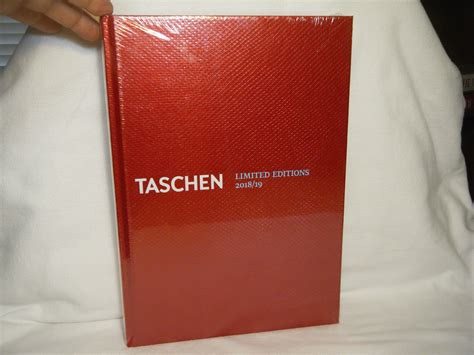 TASCHEN
LIMITED EDITIONS
2018/19